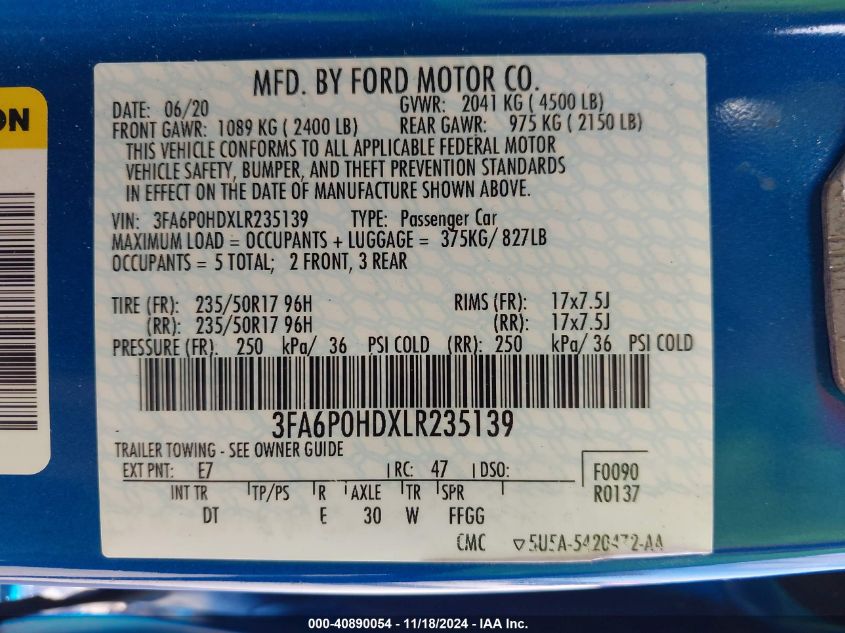 ON
MFD. BY FORD MOTOR CO.
DATE: 06/20 GVWR: 2041 KG ( 4500 LB)
FRONT GAWR: 1089 KG ( 2400 LB) REAR GAWR: 975 KG ( 2150 LB)
THIS VEHICLE CONFORMS TO ALL APPLICABLE FEDERAL MOTOR
VEHICLE SAFETY, BUMPER, AND THEFT PREVENTION STANDARDS
IN EFFECT ON THE DATE OF MANUFACTURE SHOWN ABOVE.
VIN: 3FA6P0HDXLR235139 TYPE: Passenger Car
MAXIMUM LOAD = OCCUPANTS + LUGGAGE = 375KG/ 827LB
OCCUPANTS = 5 TOTAL; 2 FRONT, 3 REAR
TIRE (FR): 235/50R17 96H RIMS (FR): 17x7.5J
(RR): 235/50R17 96H (RR): 17x7.5J
PRESSURE (FR): 250 kPa/ 36 PSI COLD (RR): 250 kPa/ 36 PSI COLD
3FA6P0HDXLR235139
TRAILER TOWING - SEE OWNER GUIDE
EXT PNT: E7 RC: 47 DSO: F0090
R0137
INT TR TP/PS R AXLE TR SPR
DT E 30 W FFGG
CMC ▽5U5A-5420472-AA
000-40890054 - 11/18/2024 - IAA Inc.